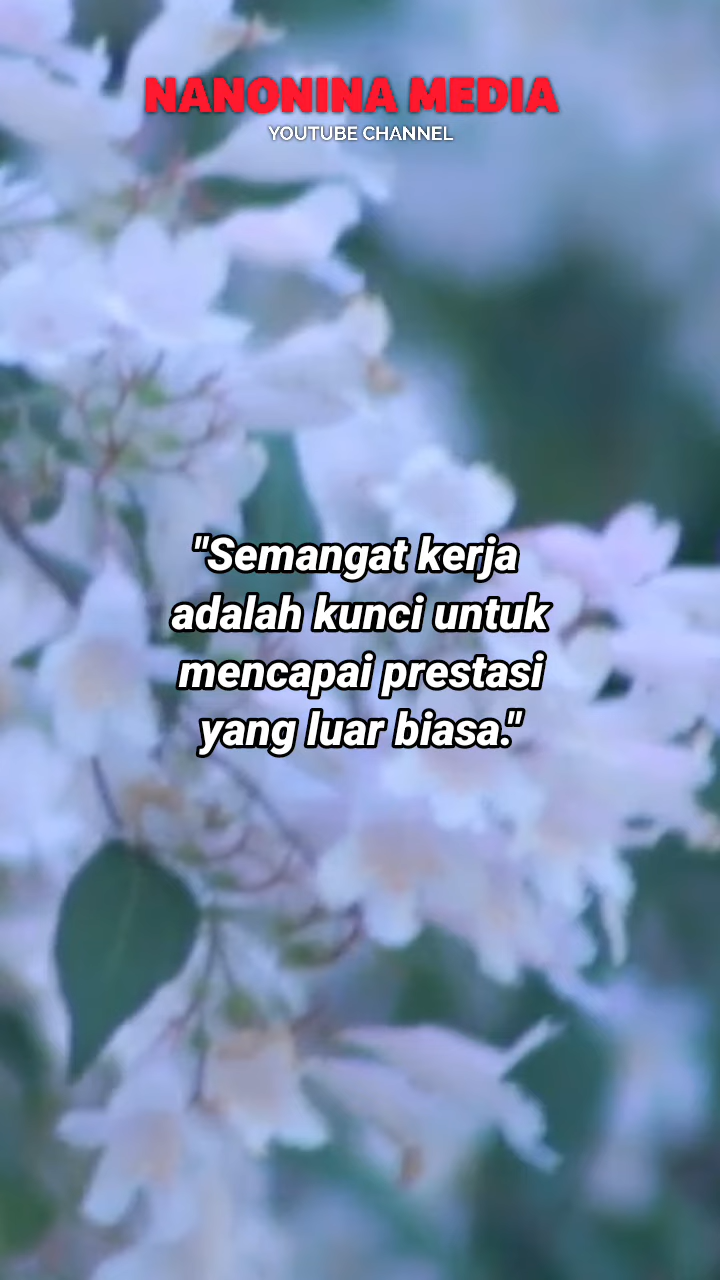 NANONINA MEDIA
YOUTUBE CHANNEL
"Semangat kerja
adalah kunci untuk
mencapai prestasi
yang luar biasa."